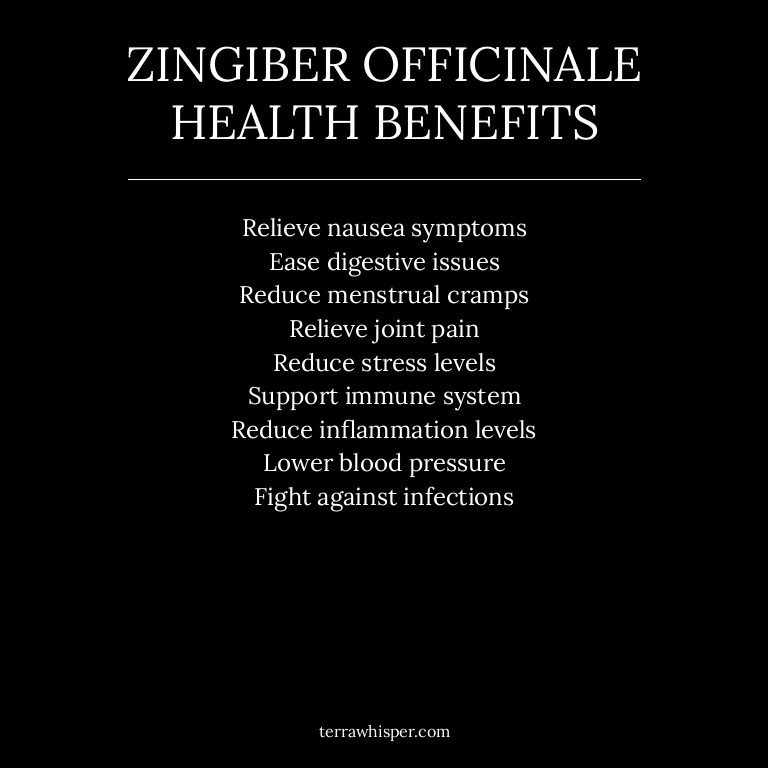 ZINGIBER OFFICINALE
HEALTH BENEFITS
Relieve nausea symptoms
Ease digestive issues
Reduce menstrual cramps
Relieve joint pain
Reduce stress levels
Support immune system
Reduce inflammation levels
Lower blood pressure
Fight against infections
terrawhisper.com